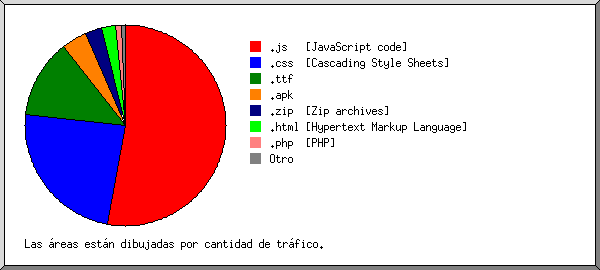 .js [JavaScript code]
.css [Cascading Style Sheets]
.ttf
.apk
.zip [Zip archives]
.html [Hypertext Markup Language]
.php [PHP]
Otro
Las áreas están dibujadas por cantidad de tráfico.